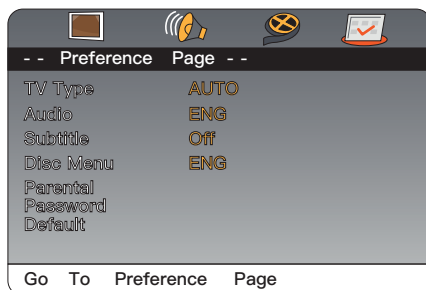 - - Preference Page - -
TV Type AUTO
Audio ENG
Subtitle Off
Disc Menu ENG
Parental
Password
Default
Go To Preference Page